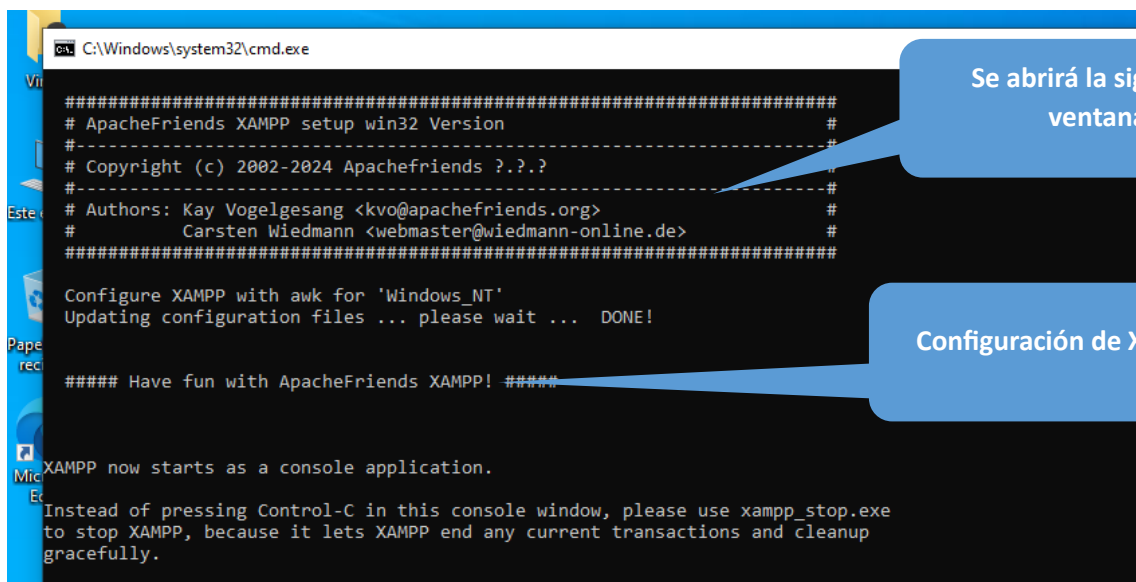 C:\Windows\system32\cmd.exe
########################################################################
# ApacheFriends XAMPP setup win32 Version                              #
#----------------------------------------------------------------------#
# Copyright (c) 2002-2024 Apachefriends ?.?.?                          #
#----------------------------------------------------------------------#
# Authors: Kay Vogelgesang <kvo@apachefriends.org>                     #
#          Carsten Wiedmann <webmaster@wiedmann-online.de>             #
########################################################################
Se abrirá la
Configure XAMPP with awk for 'Windows_NT'
Updating configuration files ... please wait ... DONE!
Configuración de
##### Have fun with ApacheFriends XAMPP! #####
XAMPP now starts as a console application.
Instead of pressing Control-C in this console window, please use xampp_stop.exe
to stop XAMPP, because it lets XAMPP end any current transactions and cleanup
gracefully.
Este